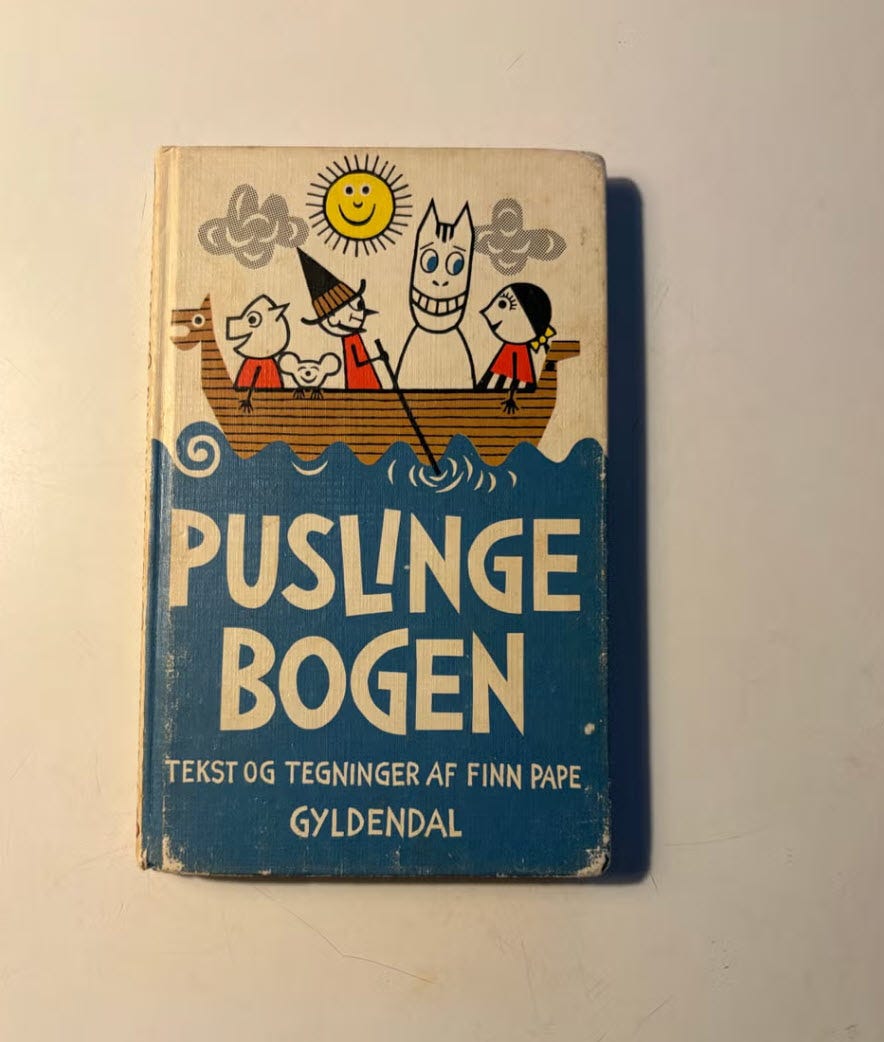 PUSLINGE
BOGEN
TEKST OG TEGNINGER AF FINN PAPE
GYLDENDAL